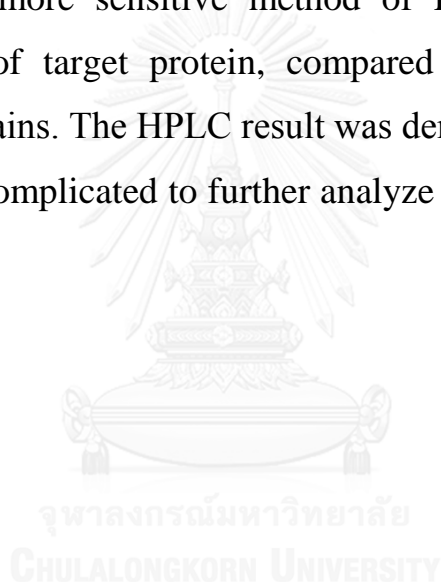 more sensitive method of
of target protein, compared
ains. The HPLC result was
omplicated to further analyze
จุฬาลงกรณ์มหาวิทยาลัย
CHULALONGKORN UNIVERSITY